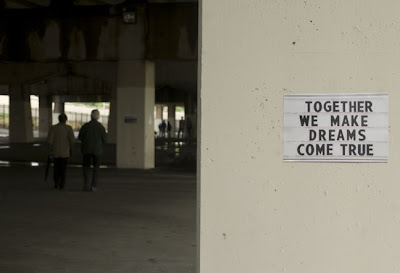 TOGETHER
WE MAKE
DREAMS
COME TRUE